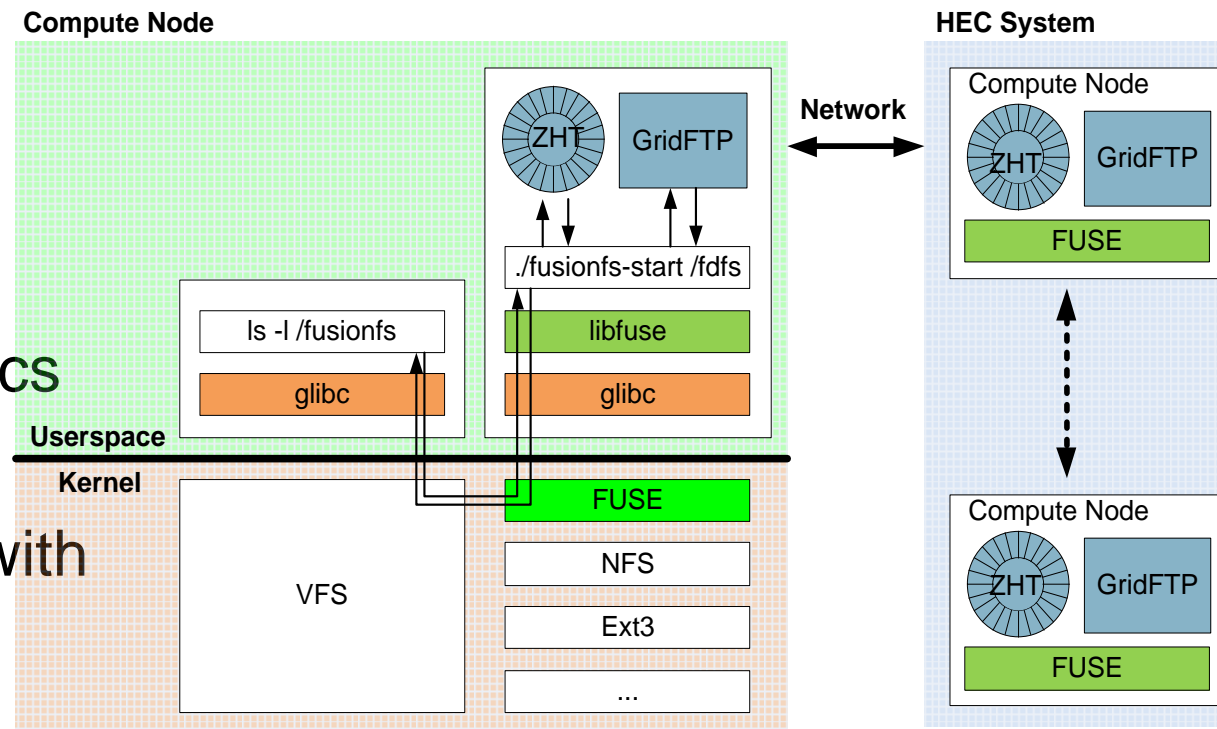 Compute Node
HEC System
ZHT
GridFTP
Network
Compute Node
ZHT
GridFTP
FUSE
./fusionfs-start /fdfs
ls -l /fusionfs
libfuse
cs
glibc
glibc
Userspace
Kernel
FUSE
with
VFS
NFS
Ext3
...
Compute Node
ZHT
GridFTP
FUSE